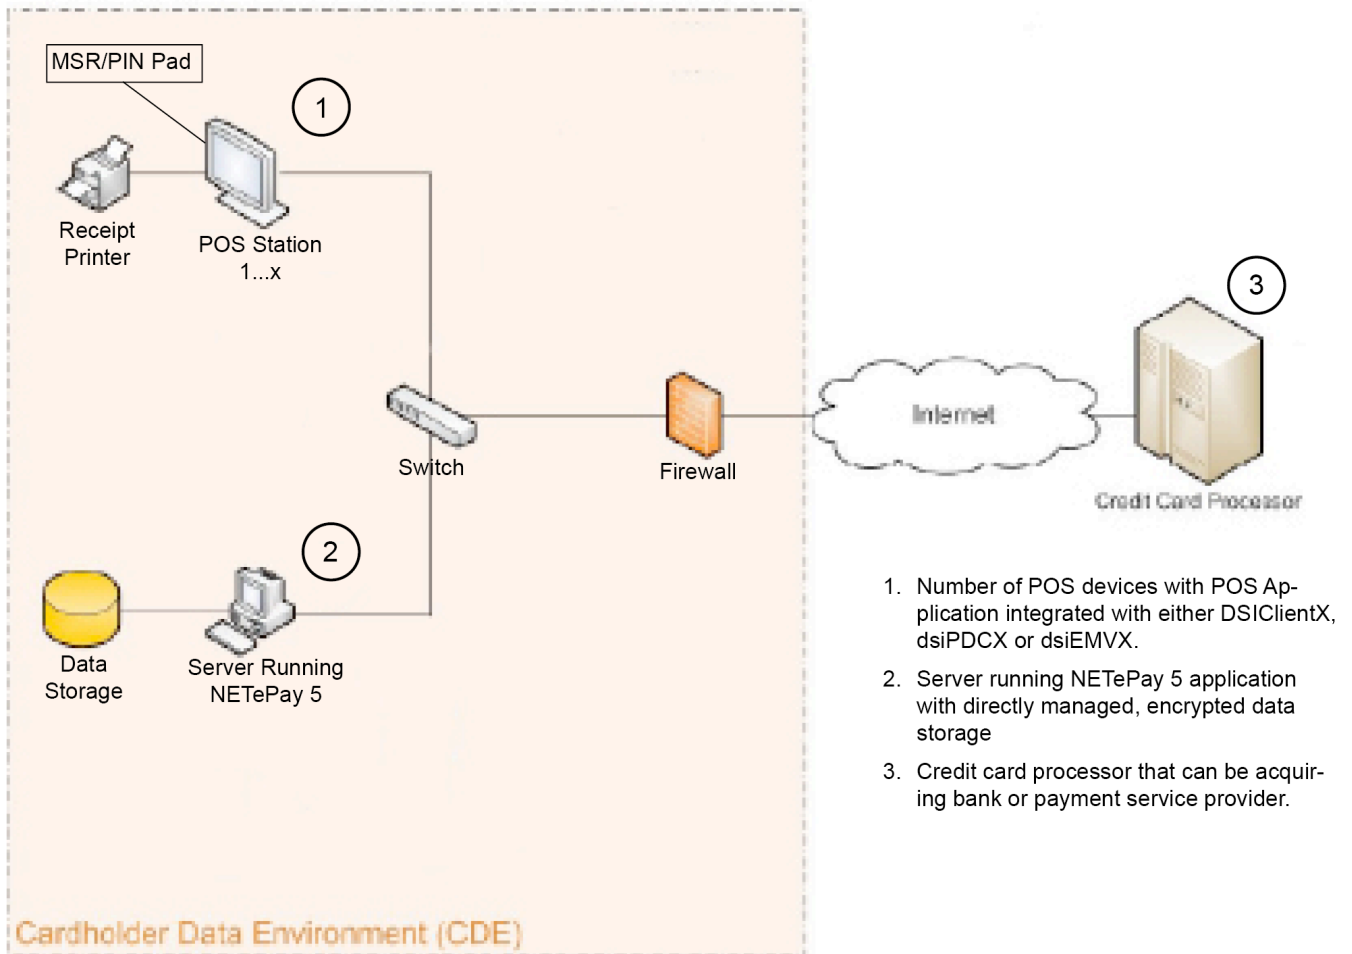 MSR/PIN Pad
1
Receipt
Printer
POS Station
1...x
3
Switch
Firewall
Internet
Credit Card Processor
2
Data
Storage
Server Running
NETePay 5
1. Number of POS devices with POS Ap-
plication integrated with either DSIClientX,
dsiPDCX or dsiEMVX.
2. Server running NETePay 5 application
with directly managed, encrypted data
storage
3. Credit card processor that can be acquir-
ing bank or payment service provider.
Cardholder Data Environment (CDE)